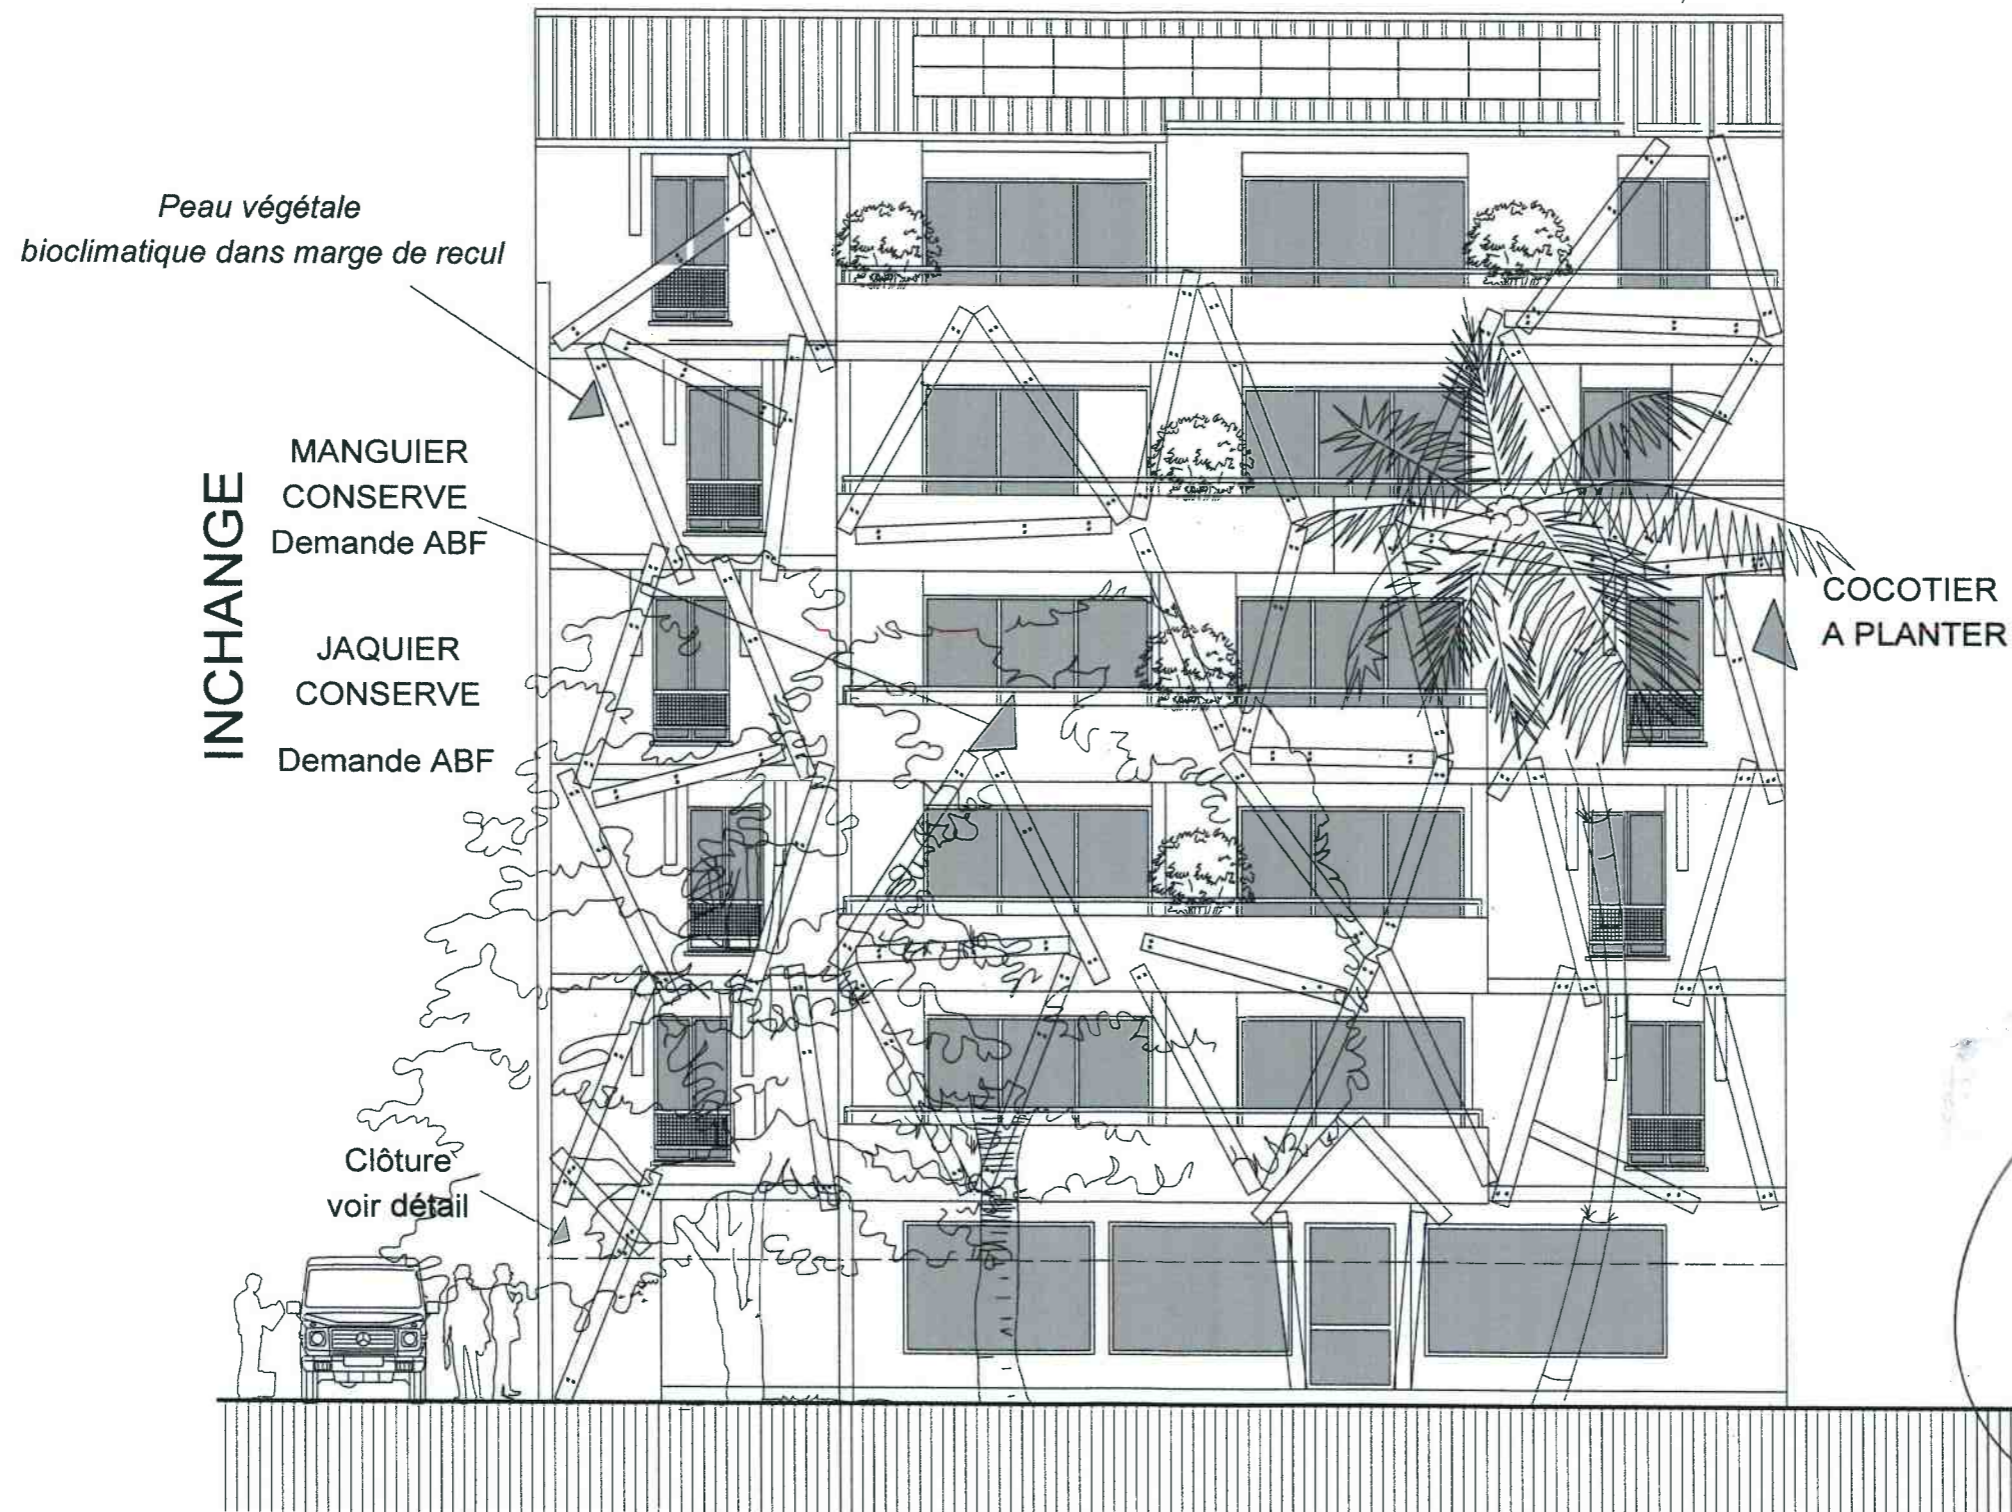 Peau végétale
bioclimatique dans marge de recul
INCHANGE
MANGUIER
CONSERVE
Demande ABF
JAQUIER
CONSERVE
Demande ABF
COCOTIER
A PLANTER
Clôture
voir détail